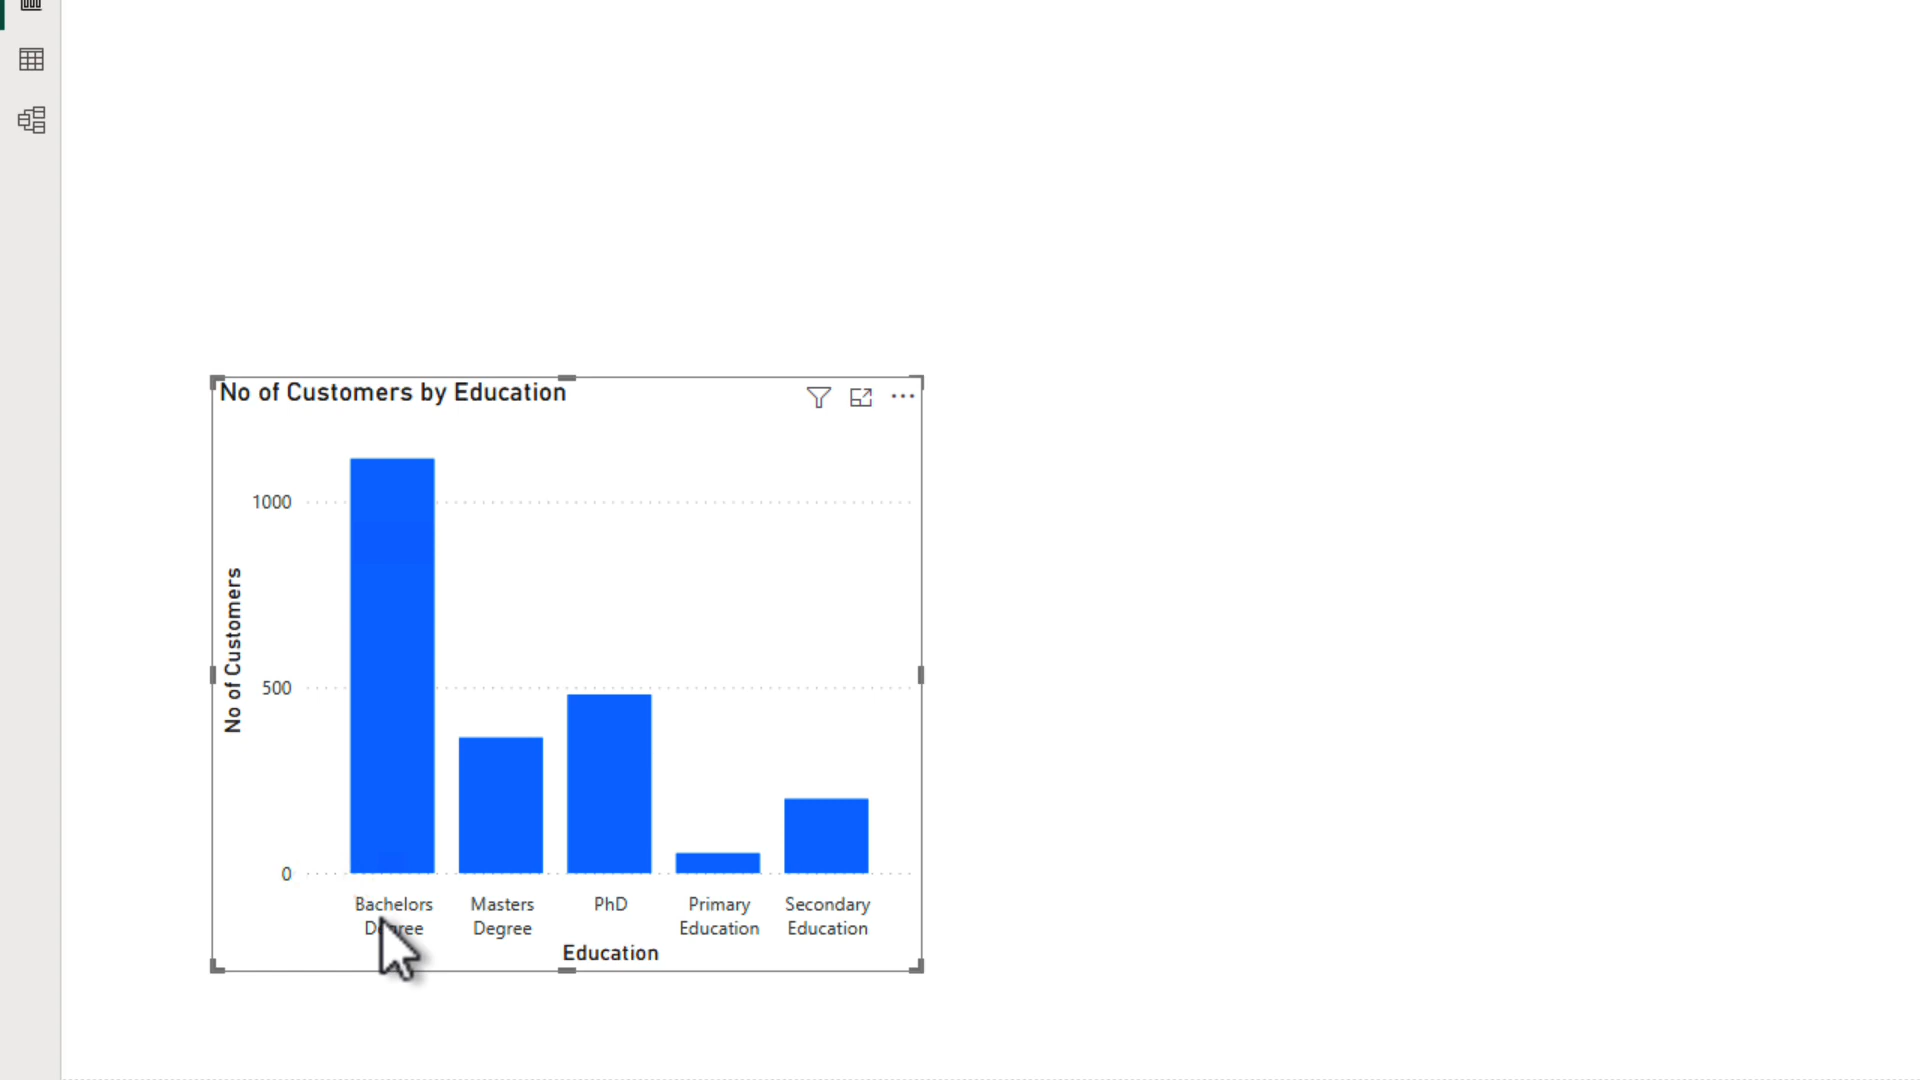 No of Customers by Education
No of Customers
1000
500
0
Bachelors
Degree
Masters
Degree
PhD
Primary
Education
Secondary
Education
Education